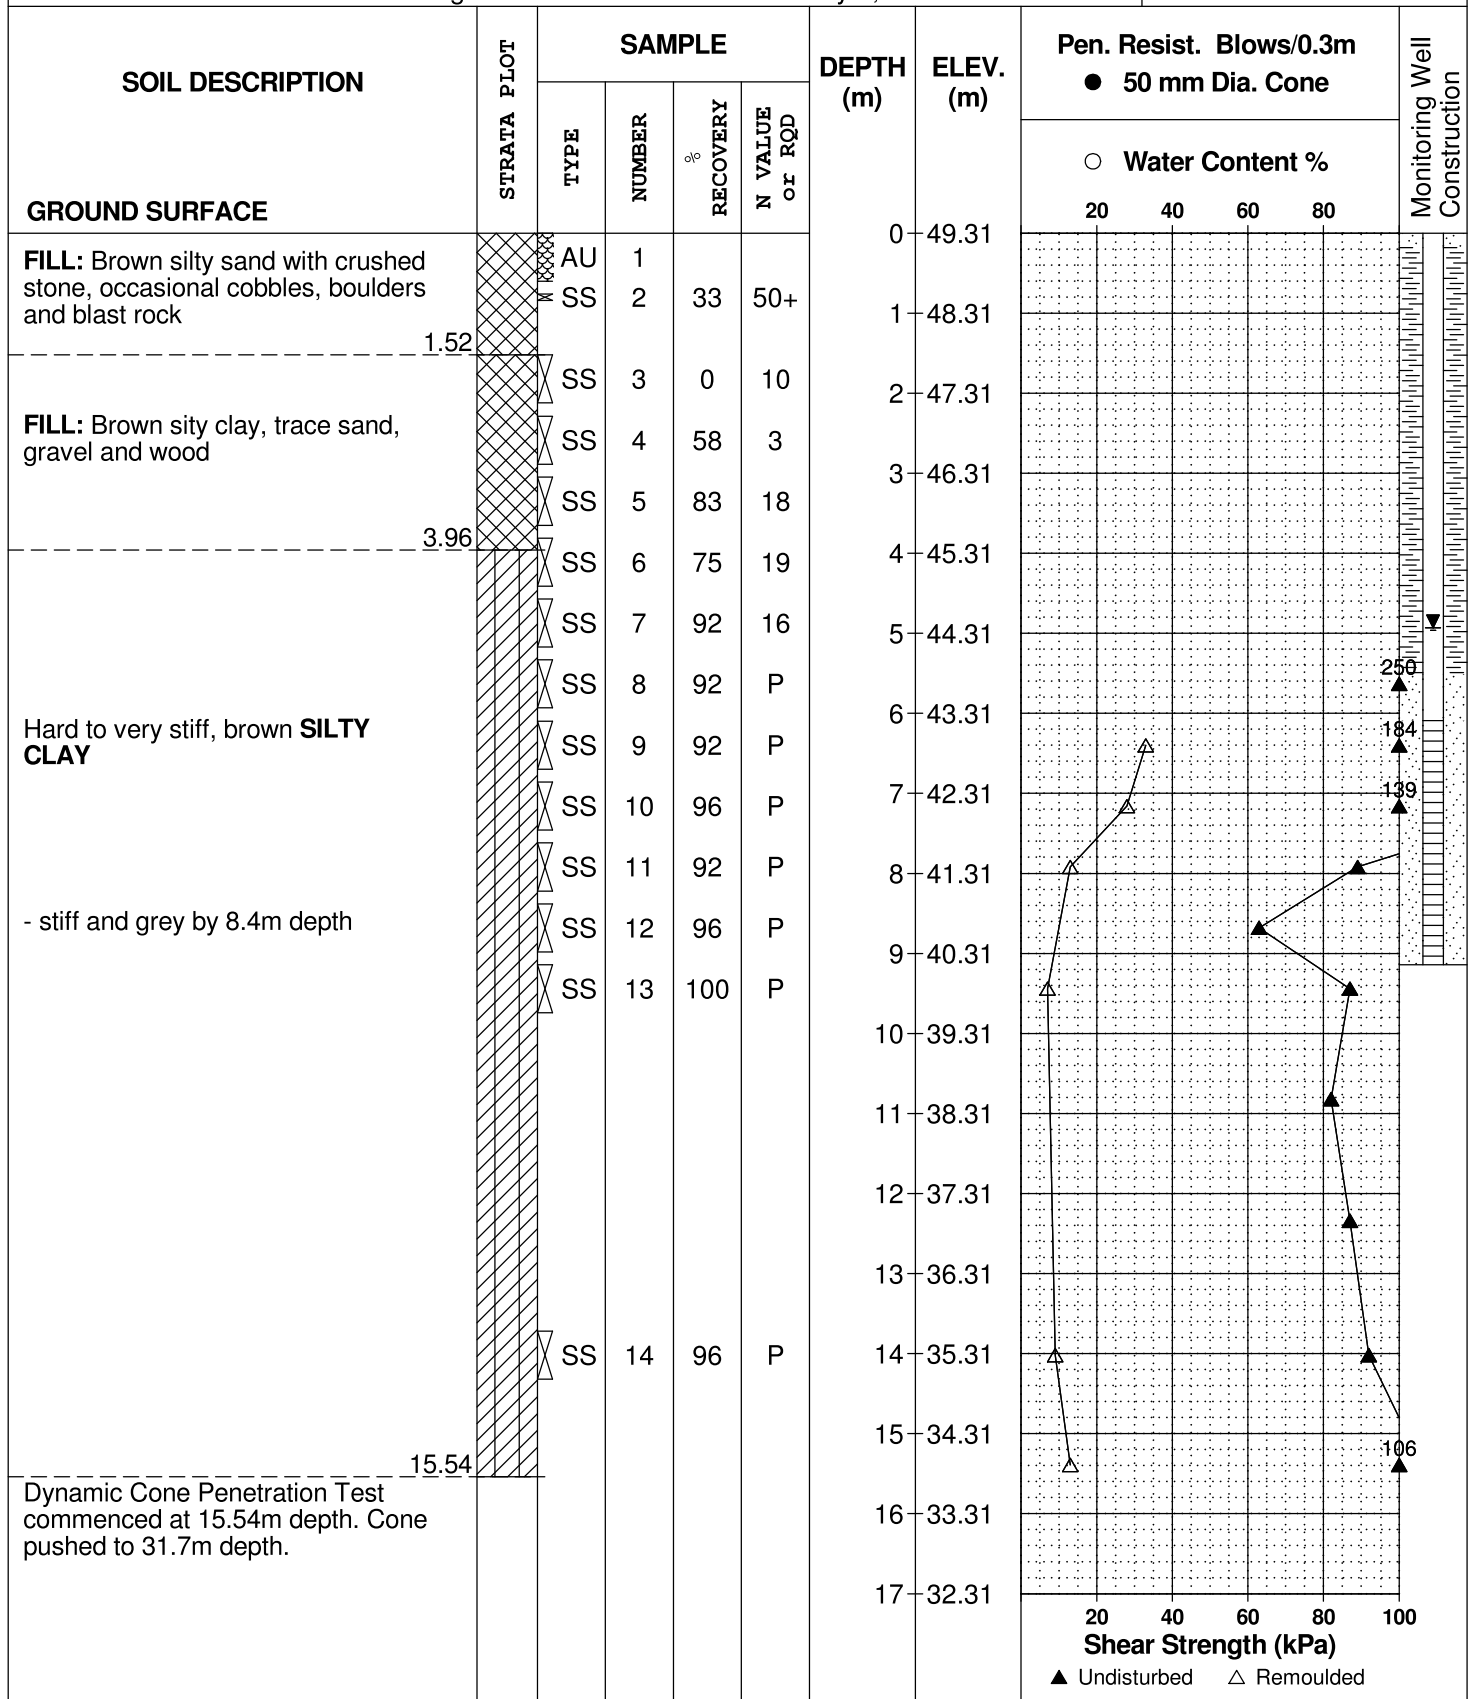 SOIL DESCRIPTION
GROUND SURFACE
STRATA PLOT
SAMPLE
TYPE
NUMBER
% RECOVERY
N VALUE or RQD
DEPTH (m)
ELEV. (m)
Pen. Resist. Blows/0.3m
● 50 mm Dia. Cone
○ Water Content %
20 40 60 80
Monitoring Well Construction
FILL: Brown silty sand with crushed
stone, occasional cobbles, boulders
and blast rock
1.52
FILL: Brown sity clay, trace sand,
gravel and wood
3.96
Hard to very stiff, brown SILTY
CLAY
- stiff and grey by 8.4m depth
15.54
Dynamic Cone Penetration Test
commenced at 15.54m depth. Cone
pushed to 31.7m depth.
AU 1
SS 2 33 50+
SS 3 0 10
SS 4 58 3
SS 5 83 18
SS 6 75 19
SS 7 92 16
SS 8 92 P
SS 9 92 P
SS 10 96 P
SS 11 92 P
SS 12 96 P
SS 13 100 P
SS 14 96 P
0 49.31
1 48.31
2 47.31
3 46.31
4 45.31
5 44.31
6 43.31
7 42.31
8 41.31
9 40.31
10 39.31
11 38.31
12 37.31
13 36.31
14 35.31
15 34.31
16 33.31
17 32.31
250
184
139
106
20 40 60 80 100
Shear Strength (kPa)
▲ Undisturbed △ Remoulded